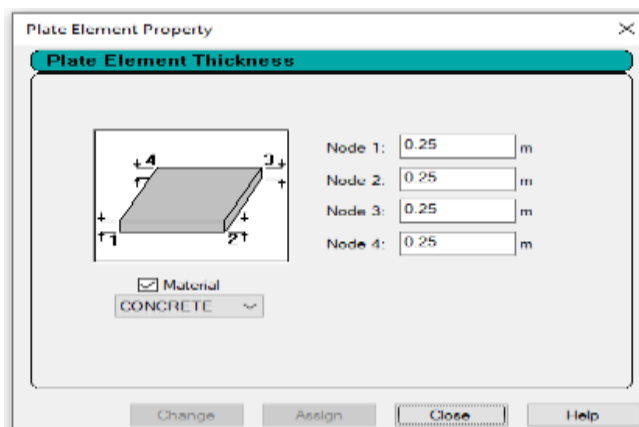 Plate Element Property
Plate Element Thickness
4 3
1 2
Node 1: 0.25 m
Node 2. 0.25 m
Node 3: 0.25 m
Node 4: 0.25 m
Material
CONCRETE
Change Assign Close Help